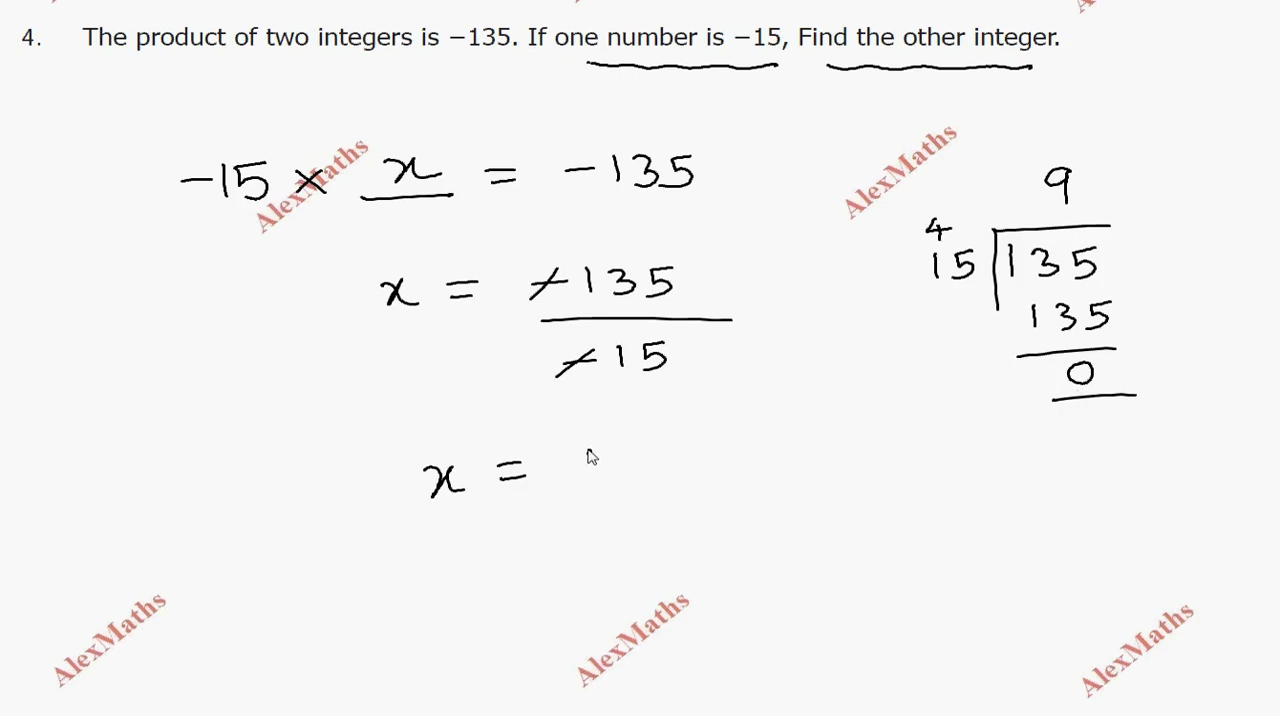 4. The product of two integers is −135. If one number is −15, Find the other integer.
-15 × x = -135
x = -135
-15
x =
9
4
15 135
135
0
AlexMaths
AlexMaths
AlexMaths
AlexMaths
AlexMaths